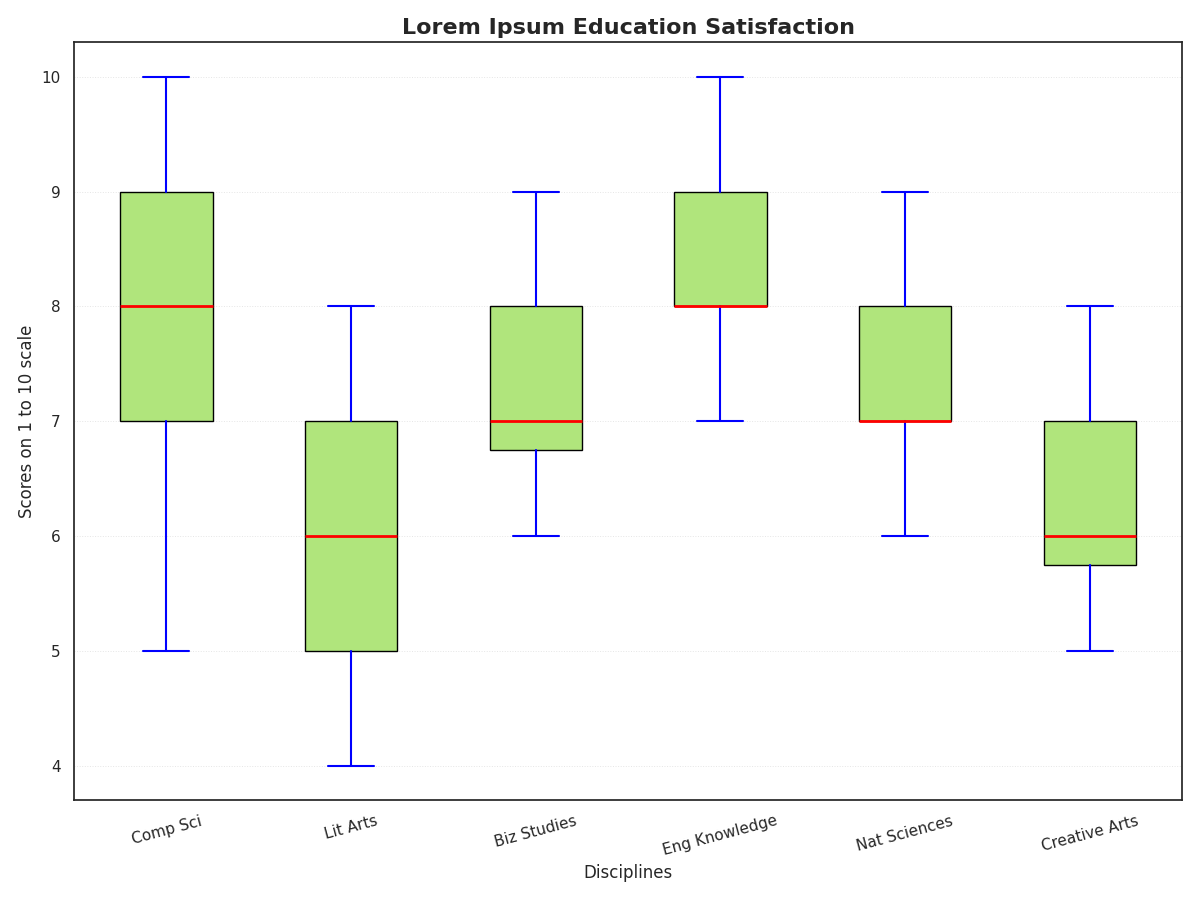 Lorem Ipsum Education Satisfaction
Scores on 1 to 10 scale
10
9
8
7
6
5
4
Comp Sci
Lit Arts
Biz Studies
Eng Knowledge
Nat Sciences
Creative Arts
Disciplines